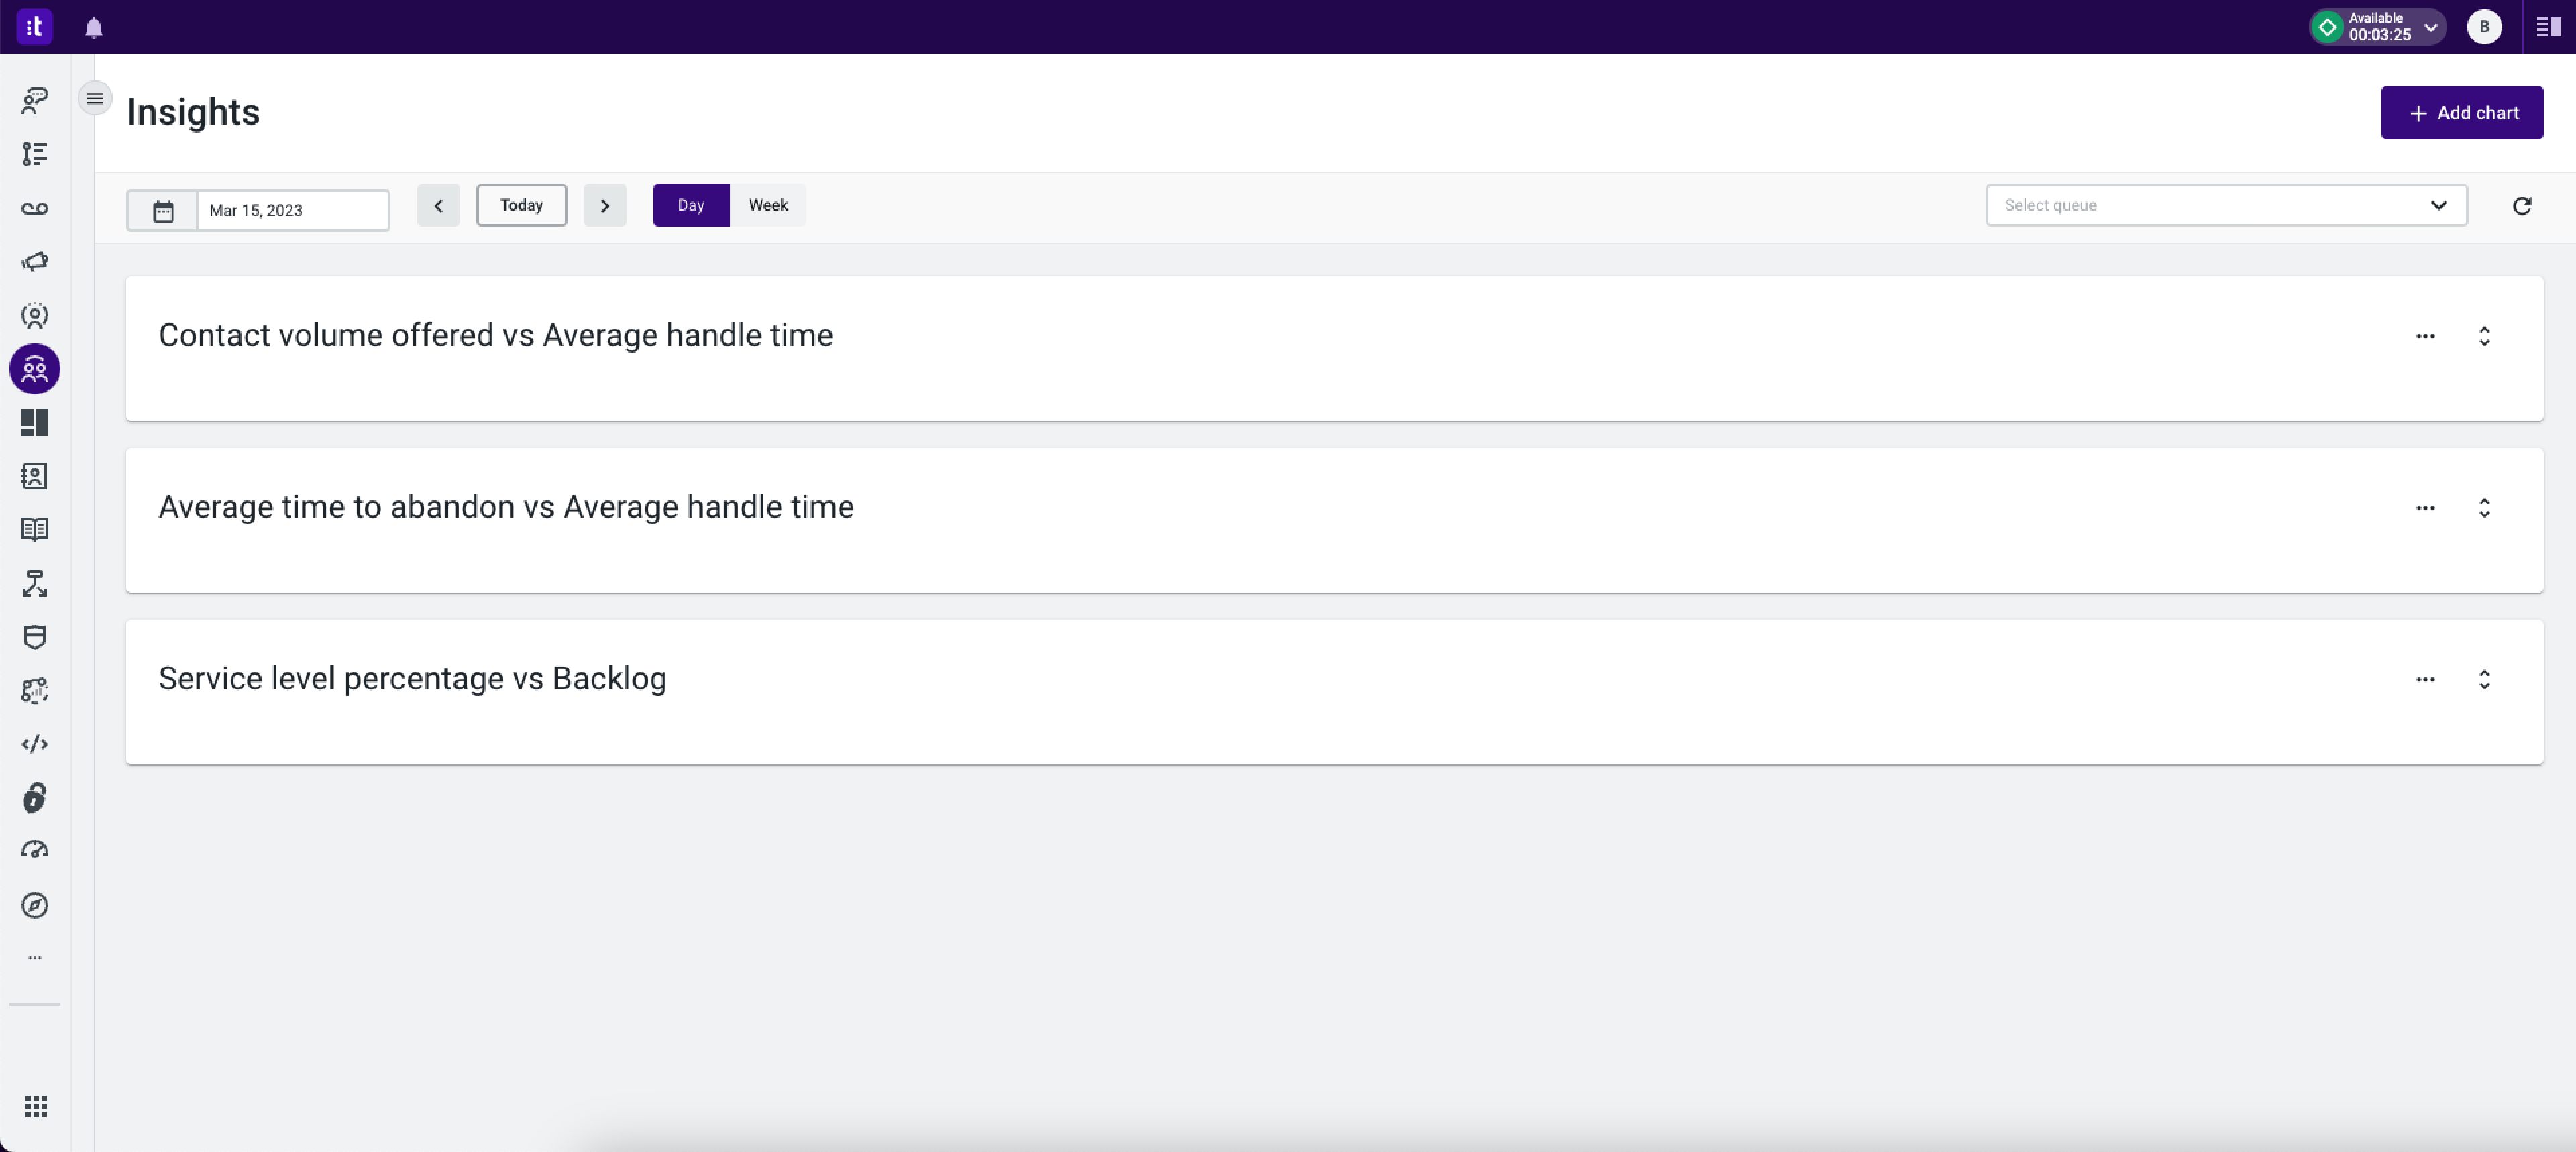 :t
Available
00:03:25
B
Insights
Add chart
Mar 15, 2023
Today
Day
Week
Select queue
Contact volume offered vs Average handle time
Average time to abandon vs Average handle time
Service level percentage vs Backlog